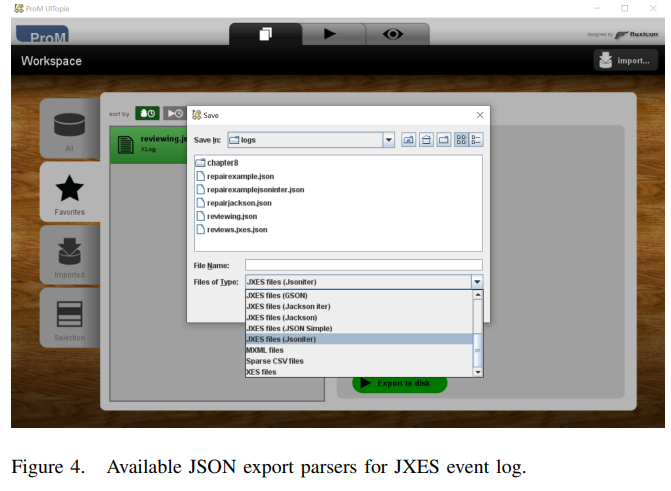 ProM UITopia
ProM
designed by fluxicon
Workspace
import...
sort by
All
Favorites
Imported
Selection
reviewing.js
XLog
Save
Save In: logs
chapter8
repairexample.json
repairexamplejsoninter.json
repairjackson.json
reviewing.json
reviews.jxes.json
File Name:
Files of Type: JXES files (Jsoniter)
JXES files (GSON)
JXES files (Jackson iter)
JXES files (Jackson)
JXES files (JSON Simple)
JXES files (Jsoniter)
MXML files
Sparse CSV files
XES files
Export to disk
Figure 4. Available JSON export parsers for JXES event log.